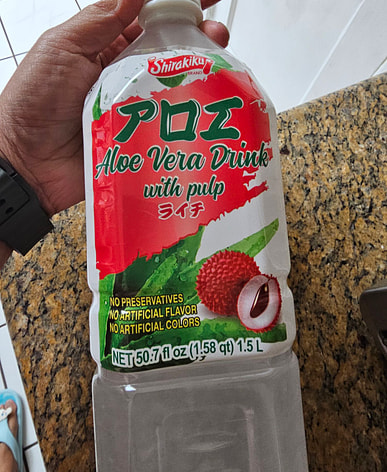 Shirakiku
BRAND
アロエ
Aloe Vera Drink
with pulp
ライチ
• NO PRESERVATIVES
NO ARTIFICIAL FLAVOR
NO ARTIFICIAL COLORS
NET 50.7 fl oz (1.58 qt) 1.5 L